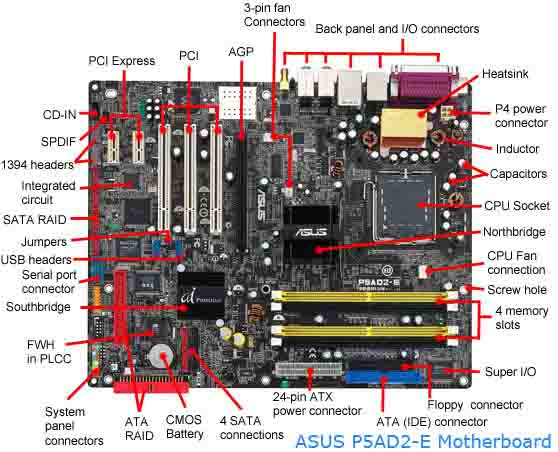 3-pin fan
Connectors
Back panel and I/O connectors
PCI Express
PCI
AGP
Heatsink
CD-IN
P4 power
connector
SPDIF
Inductor
1394 headers
Capacitors
Integrated
circuit
CPU Socket
SATA RAID
ASUS
ASUS
Northbridge
Jumpers
USB headers
CPU Fan
connection
Serial port
connector
P5AD2-E
Screw hole
Southbridge
4 memory
slots
FWH
in PLCC
Super I/O
System
panel
connectors
ATA
RAID
CMOS
Battery
4 SATA
connections
24-pin ATX
power connector
Floppy connector
ATA (IDE) connector
ASUS P5AD2-E Motherboard